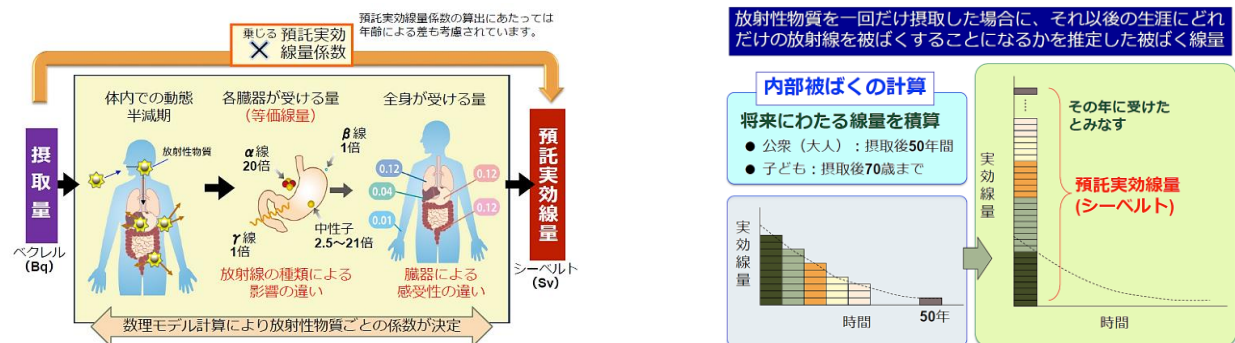 預託実効線量係数の算出にあたっては
年齢による差も考慮されています。
乗じる
×
預託実効
線量係数
体内での動態
半減期
各臓器が受ける量
(等価線量)
全身が受ける量
放射性物質
α線
20倍
β線
1倍
γ線
1倍
中性子
2.5～21倍
0.12
0.04
0.01
0.12
0.12
摂取量
ベクレル
(Bq)
預託実効線量
シーベルト
(Sv)
放射線の種類による
影響の違い
臓器による
感受性の違い
数理モデル計算により放射性物質ごとの係数が決定
放射性物質を一回だけ摂取した場合に、それ以後の生涯にどれ
だけの放射線を被ばくすることになるかを推定した被ばく線量
内部被ばくの計算
将来にわたる線量を積算
● 公衆（大人）：摂取後50年間
● 子ども：摂取後70歳まで
実効線量
時間
50年
その年に受けた
とみなす
実効線量
預託実効線量
(シーベルト)
時間